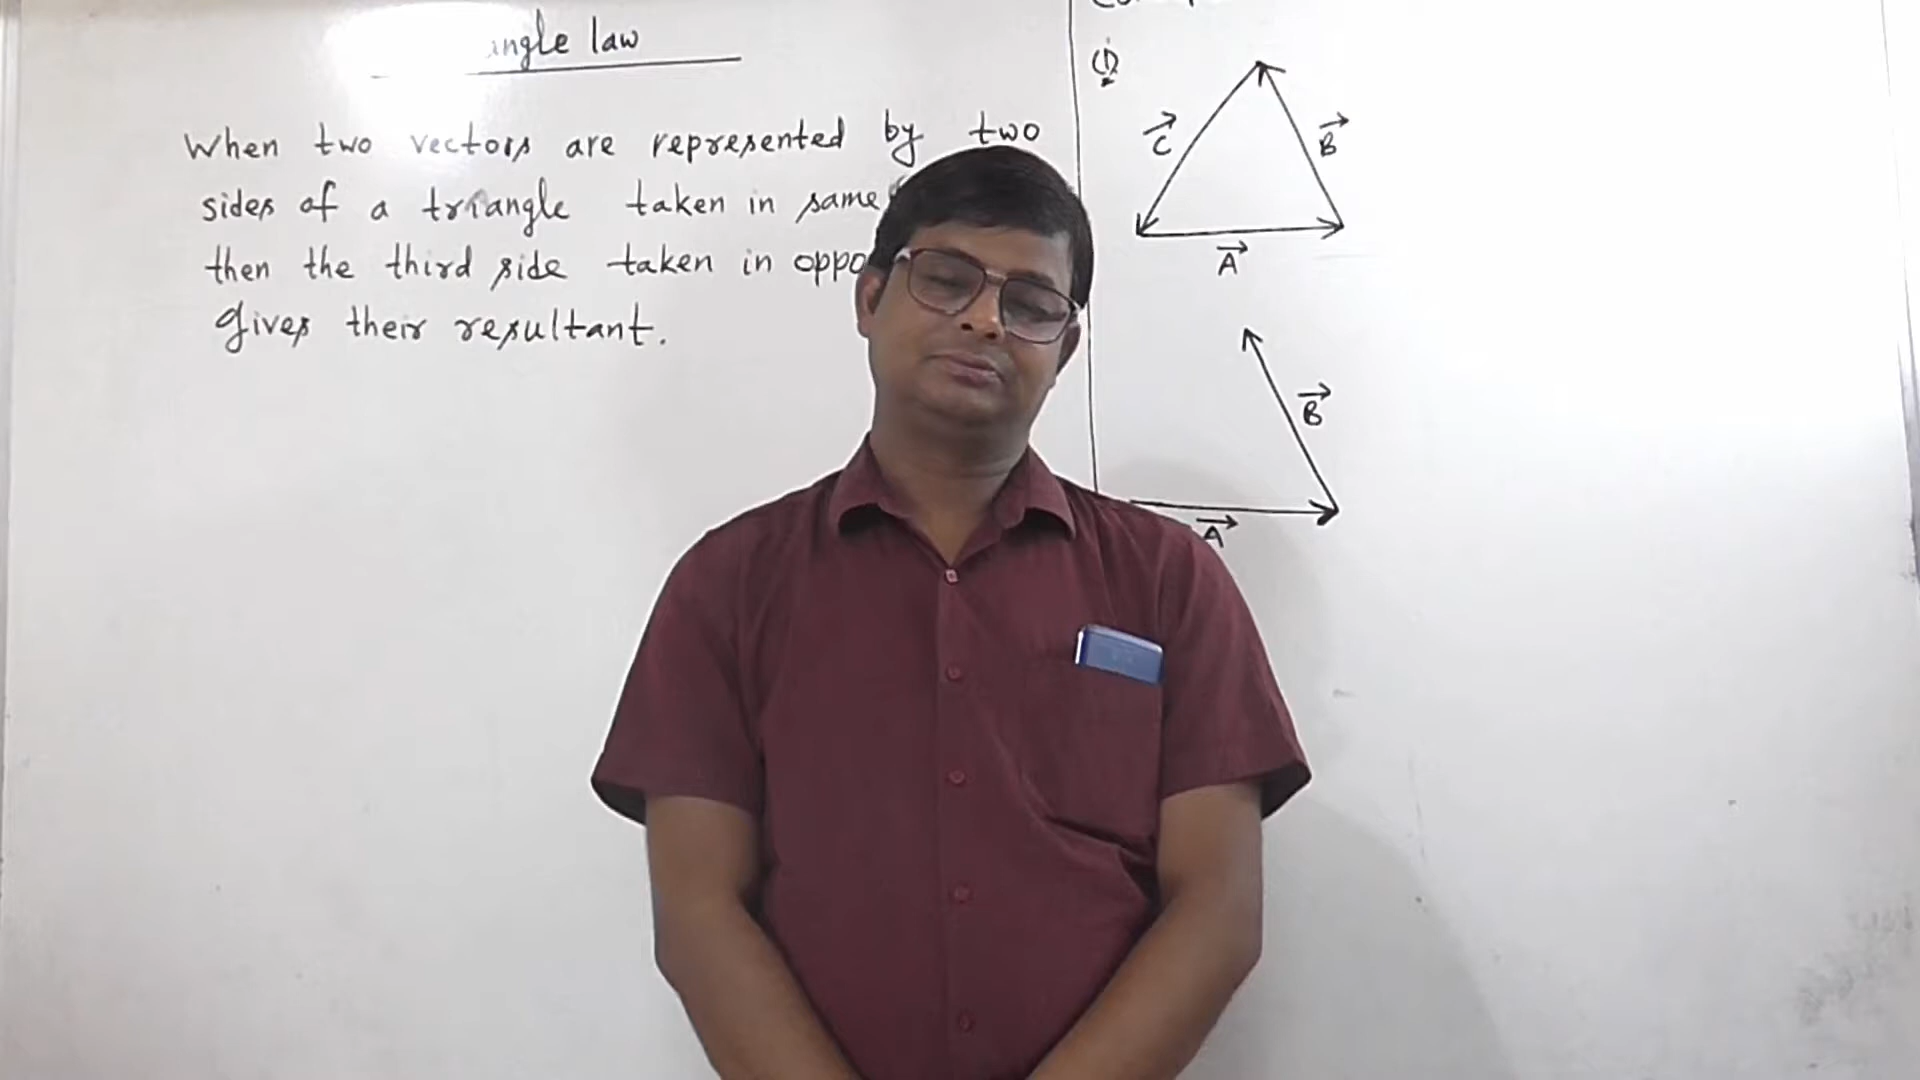 angle law
When two vectors are represented by two
sides of a triangle taken in same
then the third side taken in oppo
gives their resultant.
(1)
C⃗
B⃗
A⃗
B⃗
A⃗